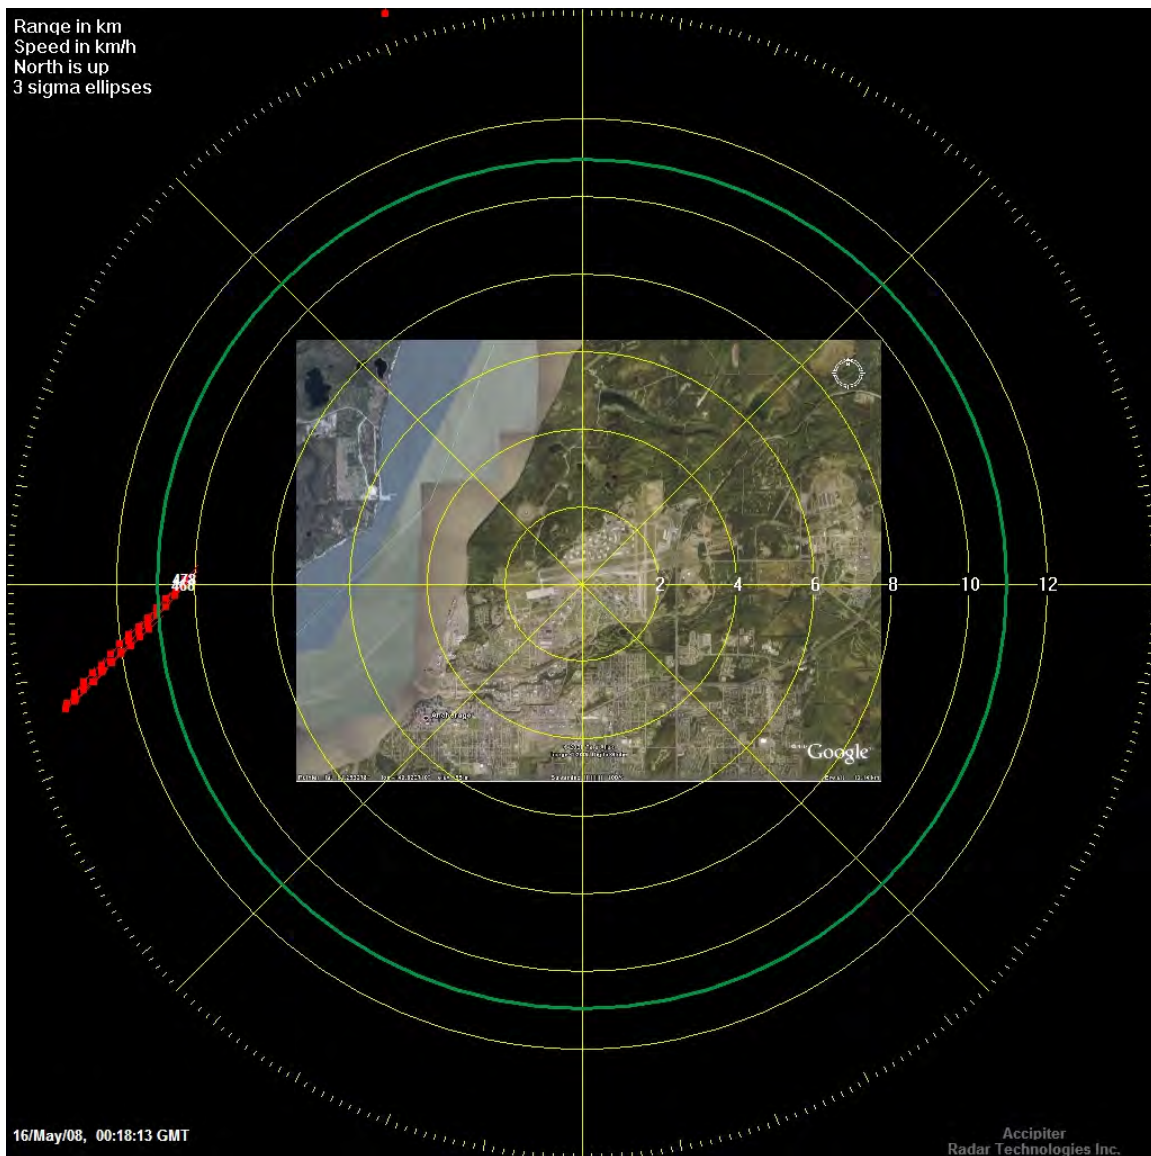 Range in km
Speed in km/h
North is up
3 sigma ellipses
2 4 6 8 10 12
Google
16/May/08, 00:18:13 GMT
Accipiter
Radar Technologies Inc.